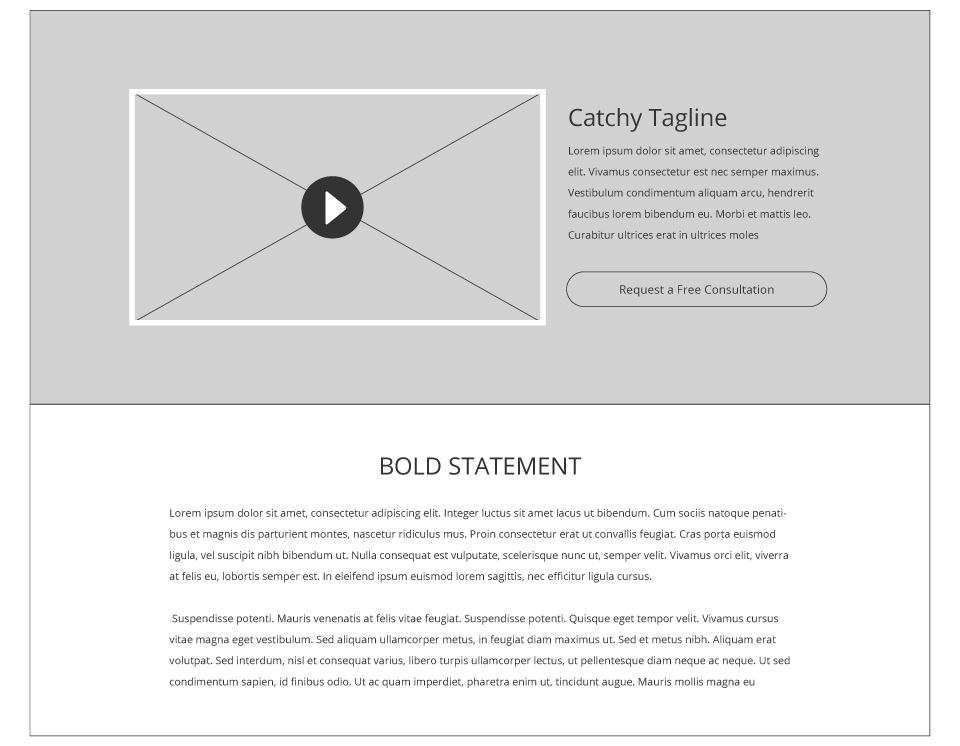 Catchy Tagline
Lorem ipsum dolor sit amet, consectetur adipiscing
elit. Vivamus consectetur est nec semper maximus.
Vestibulum condimentum aliquam arcu, hendrerit
faucibus lorem bibendum eu. Morbi et mattis leo.
Curabitur ultrices erat in ultrices moles
Request a Free Consultation
BOLD STATEMENT
Lorem ipsum dolor sit amet, consectetur adipiscing elit. Integer luctus sit amet lacus ut bibendum. Cum sociis natoque penati-
bus et magnis dis parturient montes, nascetur ridiculus mus. Proin consectetur erat ut convallis feugiat. Cras porta euismod
ligula, vel suscipit nibh bibendum ut. Nulla consequat est vulputate, scelerisque nunc ut, semper velit. Vivamus orci elit, viverra
at felis eu, lobortis semper est. In eleifend ipsum euismod lorem sagittis, nec efficitur ligula cursus.
Suspendisse potenti. Mauris venenatis at felis vitae feugiat. Suspendisse potenti. Quisque eget tempor velit. Vivamus cursus
vitae magna eget vestibulum. Sed aliquam ullamcorper metus, in feugiat diam maximus ut. Sed et metus nibh. Aliquam erat
volutpat. Sed interdum, nisl et consequat varius, libero turpis ullamcorper lectus, ut pellentesque diam neque ac neque. Ut sed
condimentum sapien, id finibus odio. Ut ac quam imperdiet, pharetra enim ut, tincidunt augue. Mauris mollis magna eu